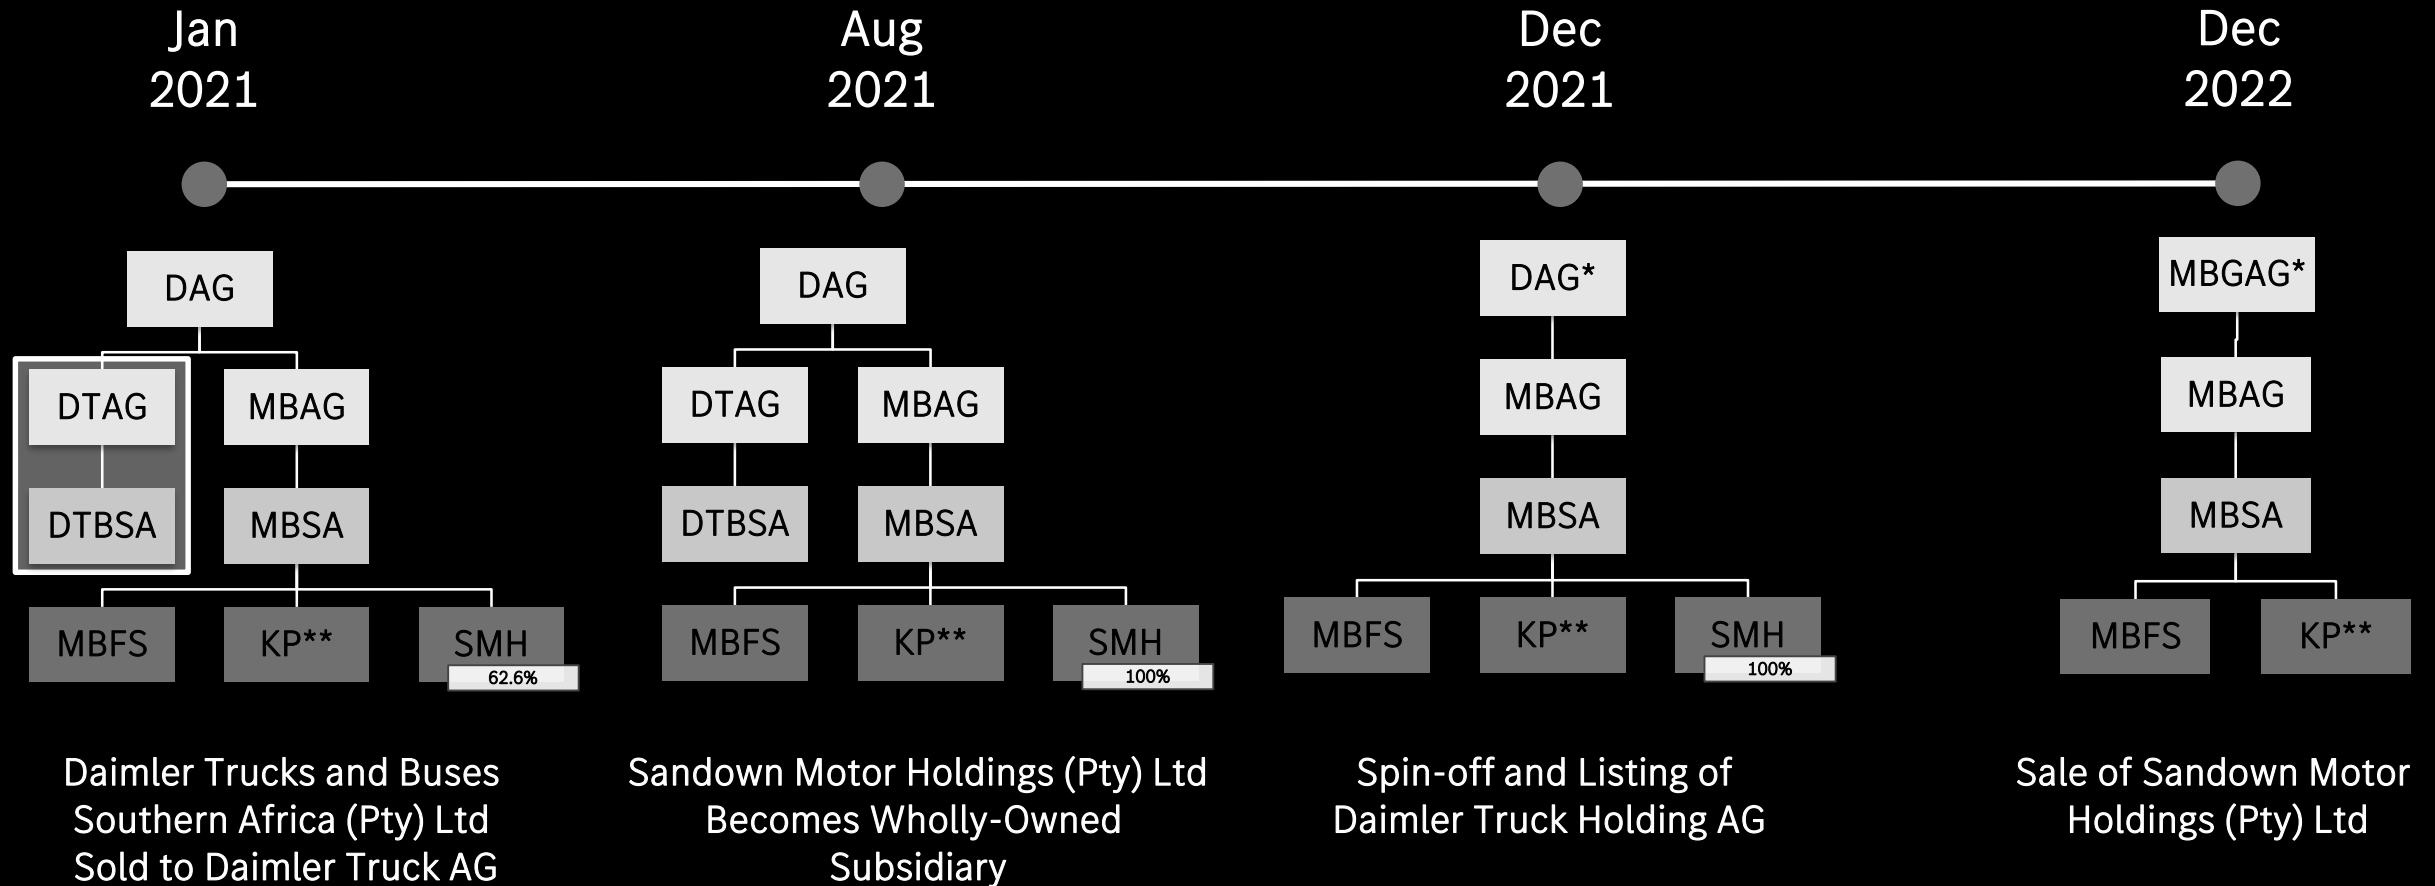 Jan
2021
Aug
2021
Dec
2021
Dec
2022
DAG
DTAG
MBAG
DTBSA
MBSA
MBFS
KP**
SMH
62.6%
Daimler Trucks and Buses
Southern Africa (Pty) Ltd
Sold to Daimler Truck AG
DAG
DTAG
MBAG
DTBSA
MBSA
MBFS
KP**
SMH
100%
Sandown Motor Holdings (Pty) Ltd
Becomes Wholly-Owned
Subsidiary
DAG*
MBAG
MBSA
MBFS
KP**
SMH
100%
Spin-off and Listing of
Daimler Truck Holding AG
MBGAG*
MBAG
MBSA
MBFS
KP**
Sale of Sandown Motor
Holdings (Pty) Ltd